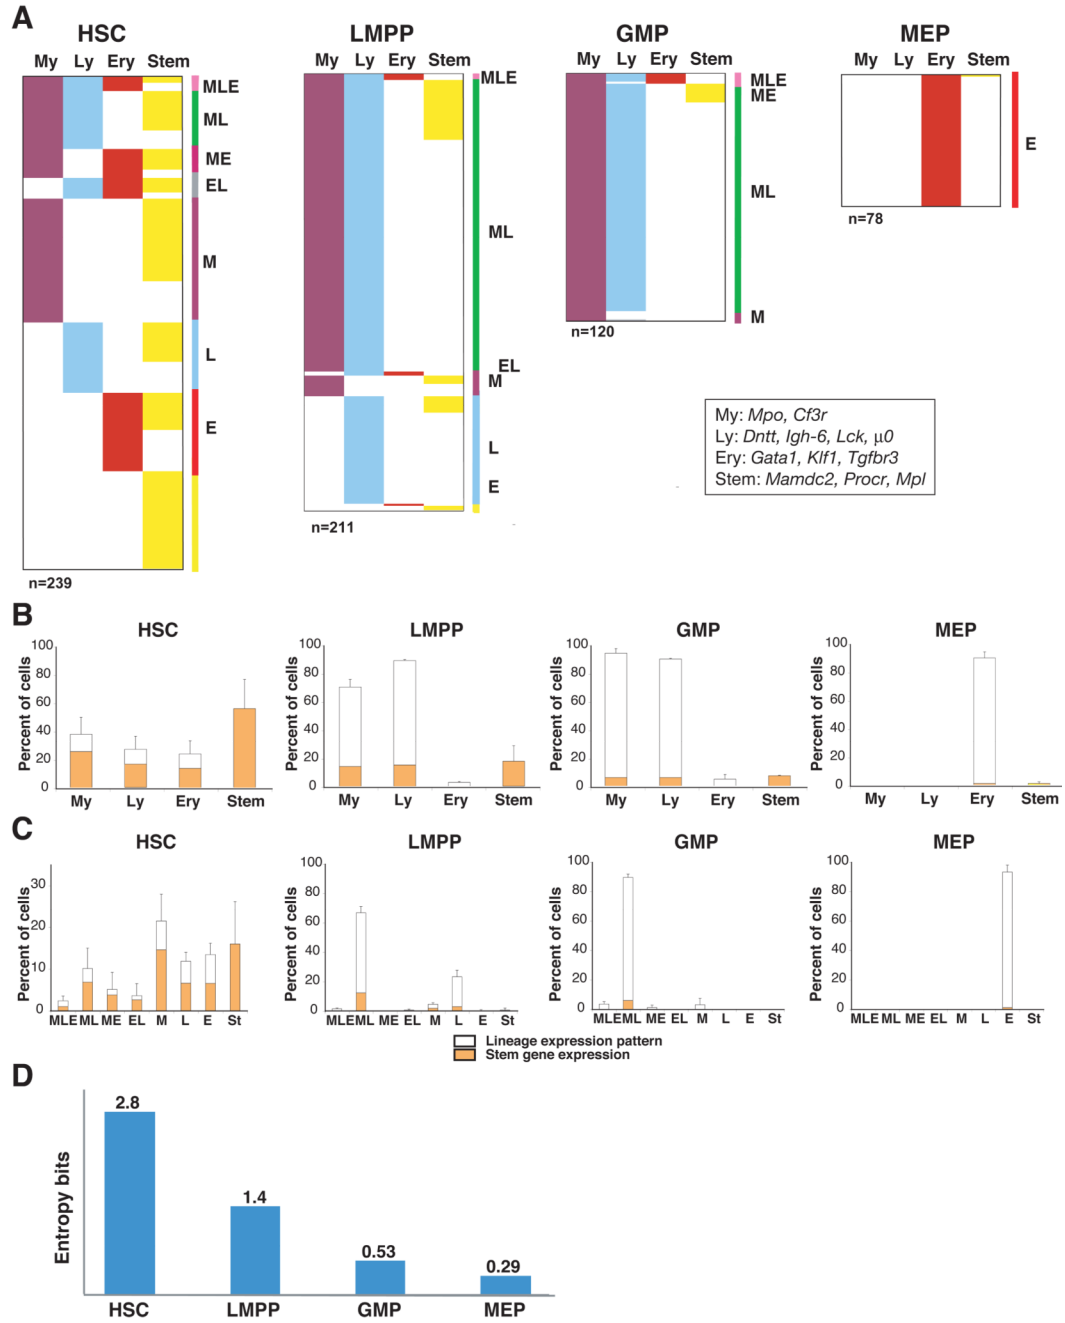 A
HSC
LMPP
GMP
MEP
My Ly Ery Stem
My Ly Ery Stem
My Ly Ery Stem
My Ly Ery Stem
MLE
ML
ME
EL
M
L
E
n=239
MLE
ML
EL
M
L
E
n=211
MLE
ME
ML
M
n=120
E
n=78
My: Mpo, Cf3r
Ly: Dntt, Igh-6, Lck, μ0
Ery: Gata1, Klf1, Tgfbr3
Stem: Mamdc2, Procr, Mpl
B
HSC
Percent of cells
100
80
60
40
20
0
My Ly Ery Stem
LMPP
Percent of cells
100
80
60
40
20
0
My Ly Ery Stem
GMP
Percent of cells
100
80
60
40
20
0
My Ly Ery Stem
MEP
Percent of cells
100
80
60
40
20
0
My Ly Ery Stem
C
HSC
Percent of cells
30
20
10
0
MLE ML ME EL M L E St
LMPP
Percent of cells
100
80
60
40
20
0
MLE ML ME EL M L E St
GMP
Percent of cells
100
80
60
40
20
0
MLE ML ME EL M L E St
MEP
Percent of cells
100
80
60
40
20
0
MLE ML ME EL M L E St
Lineage expression pattern
Stem gene expression
D
Entropy bits
2.8
1.4
0.53
0.29
HSC LMPP GMP MEP